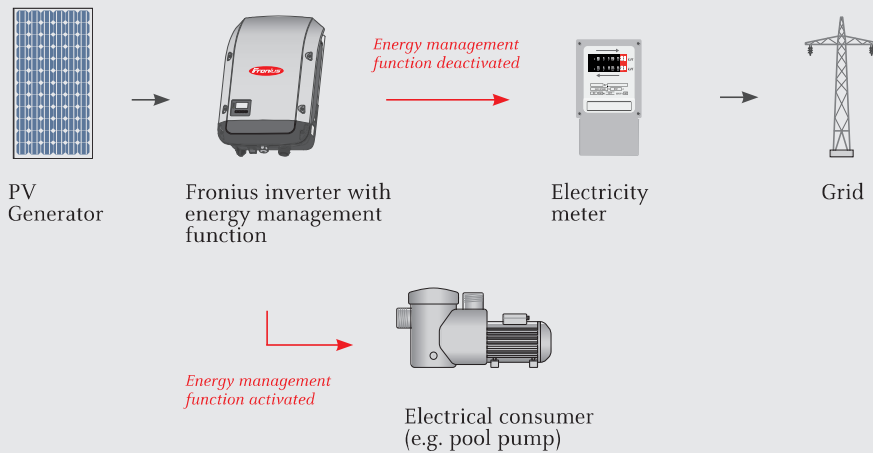 Energy management
function deactivated
Fronius
PV
Generator
Fronius inverter with
energy management
function
Electricity
meter
Grid
Energy management
function activated
Electrical consumer
(e.g. pool pump)